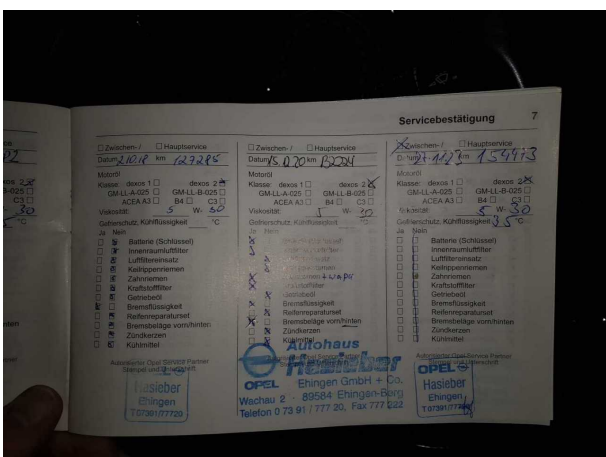 Servicebestätigung 7
Zwischen- / Hauptservice
Datum 2.10.18 km 127285
Motoröl
Klasse: dexos 1 dexos 2
GM-LL-A-025 GM-LL-B-025
ACEA A3 B4 C3
Viskosität: 5 W- 30
Gefrierschutz, Kühlflüssigkeit °C
Ja Nein
Batterie (Schlüssel)
Innenraumluftfilter
Luftfiltereinsatz
Keilrippenriemen
Zahnriemen
Kraftstofffilter
Getriebeöl
Bremsflüssigkeit
Reifenreparaturset
Bremsbeläge vorn/hinten
Zündkerzen
Kühlmittel
Autorisierter Opel Service Partner
Stempel und Unterschrift
Hasieber
Ehingen
T 07391/77720
Zwischen- / Hauptservice
Datum km
Motoröl
Klasse: dexos 1 dexos 2
GM-LL-A-025 GM-LL-B-025
ACEA A3 B4 C3
Viskosität: 5 W- 30
Gefrierschutz, Kühlflüssigkeit °C
Ja Nein
Getriebeöl
Bremsflüssigkeit
Reifenreparaturset
Bremsbeläge vorn/hinten
Zündkerzen
Kühlmittel
Autohaus
Hasieber
OPEL Ehingen GmbH + Co.
Wachau 2 - 89584 Ehingen-Berg
Telefon 0 73 91 / 777 20, Fax 777 222
Zwischen- / Hauptservice
Datum km
Motoröl
Klasse: dexos 1 dexos 2
GM-LL-A-025 GM-LL-B-025
ACEA A3 B4 C3
Viskosität: 5 W- 30
Gefrierschutz, Kühlflüssigkeit 35 °C
Ja Nein
Batterie (Schlüssel)
Innenraumluftfilter
Luftfiltereinsatz
Keilrippenriemen
Zahnriemen
Kraftstofffilter
Getriebeöl
Bremsflüssigkeit
Reifenreparaturset
Bremsbeläge vorn/hinten
Zündkerzen
Kühlmittel
Autorisierter Opel Service Partner
Stempel und Unterschrift
OPEL
Hasieber
Ehingen
T 07391/77720